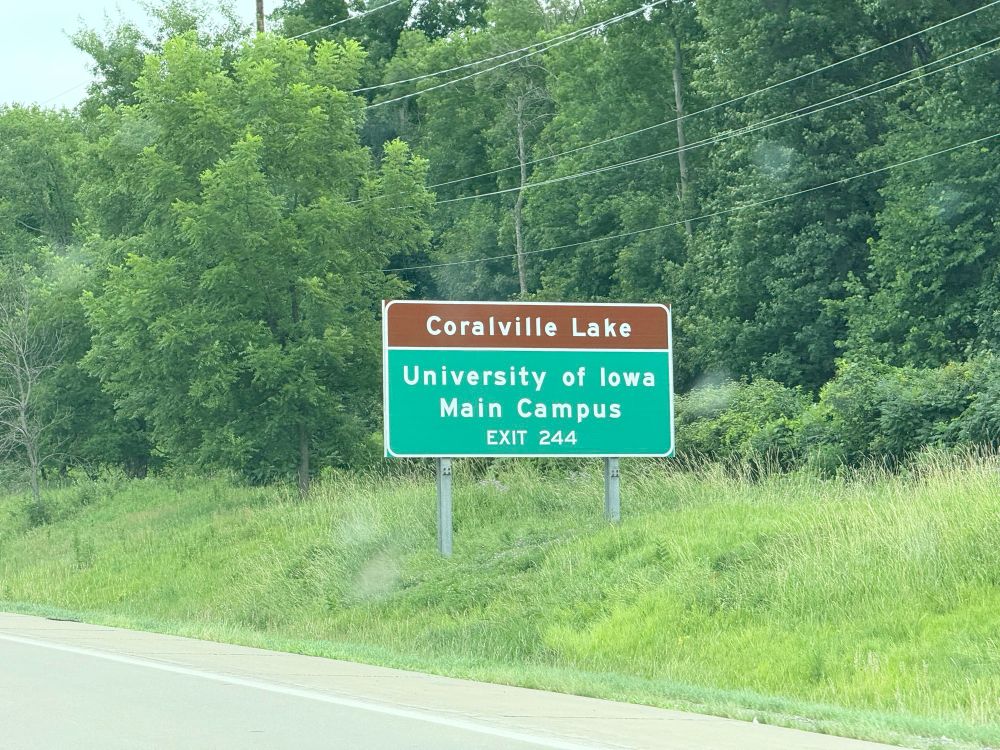 Coralville Lake
University of Iowa
Main Campus
EXIT 244